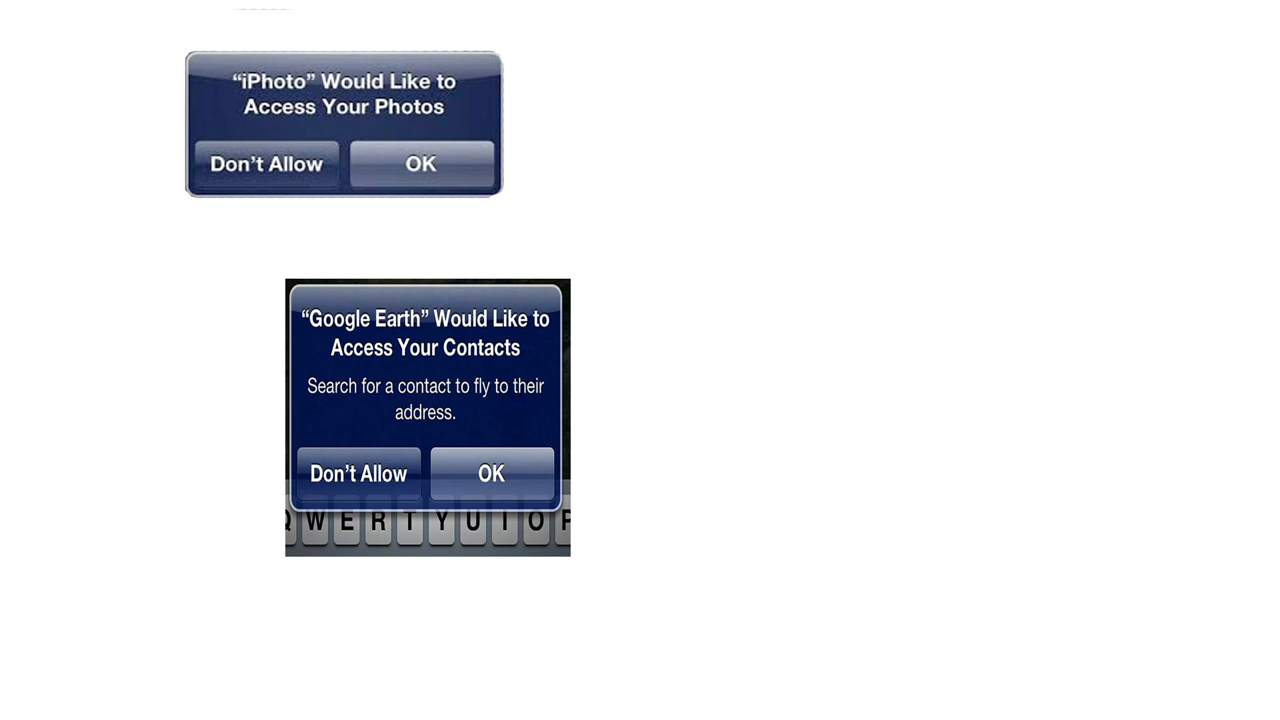 “iPhoto” Would Like to
Access Your Photos
Don’t Allow
OK
“Google Earth” Would Like to
Access Your Contacts
Search for a contact to fly to their
address.
Don’t Allow
OK
Q W E R T Y U I O P